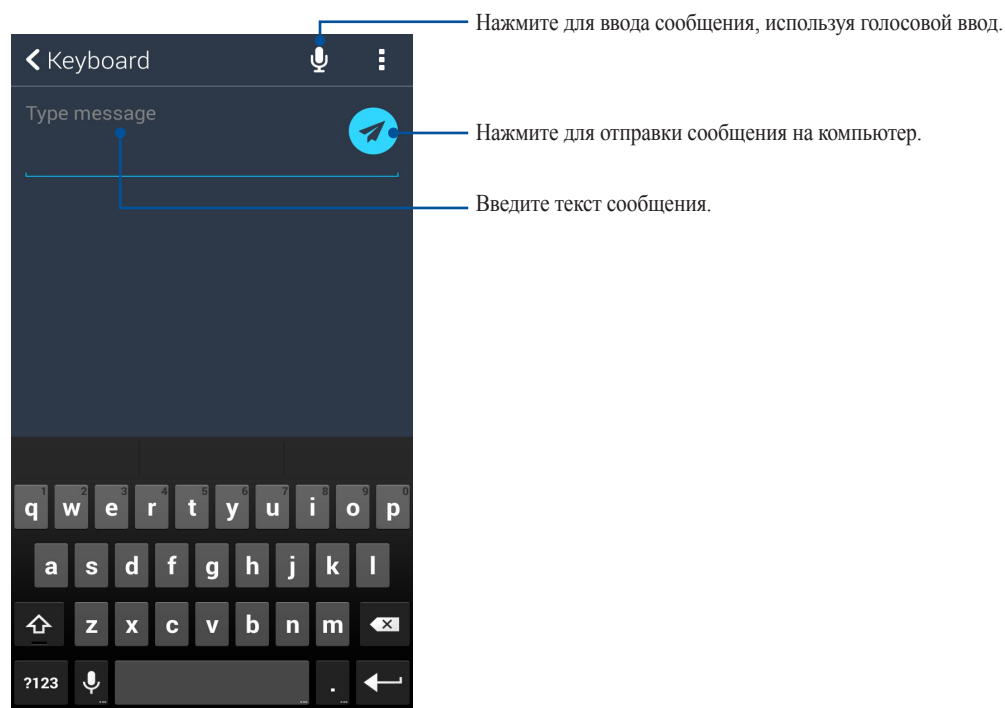 Нажмите для ввода сообщения, используя голосовой ввод.
Keyboard
Type message
Нажмите для отправки сообщения на компьютер.
Введите текст сообщения.
1 2 3 4 5 6 7 8 9 0
q w e r t y u i o p
a s d f g h j k l
z x c v b n m
?123 .